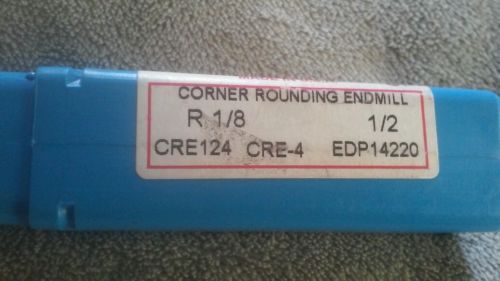 CORNER ROUNDING ENDMILL
R 1/8 1/2
CRE124 CRE-4 EDP14220